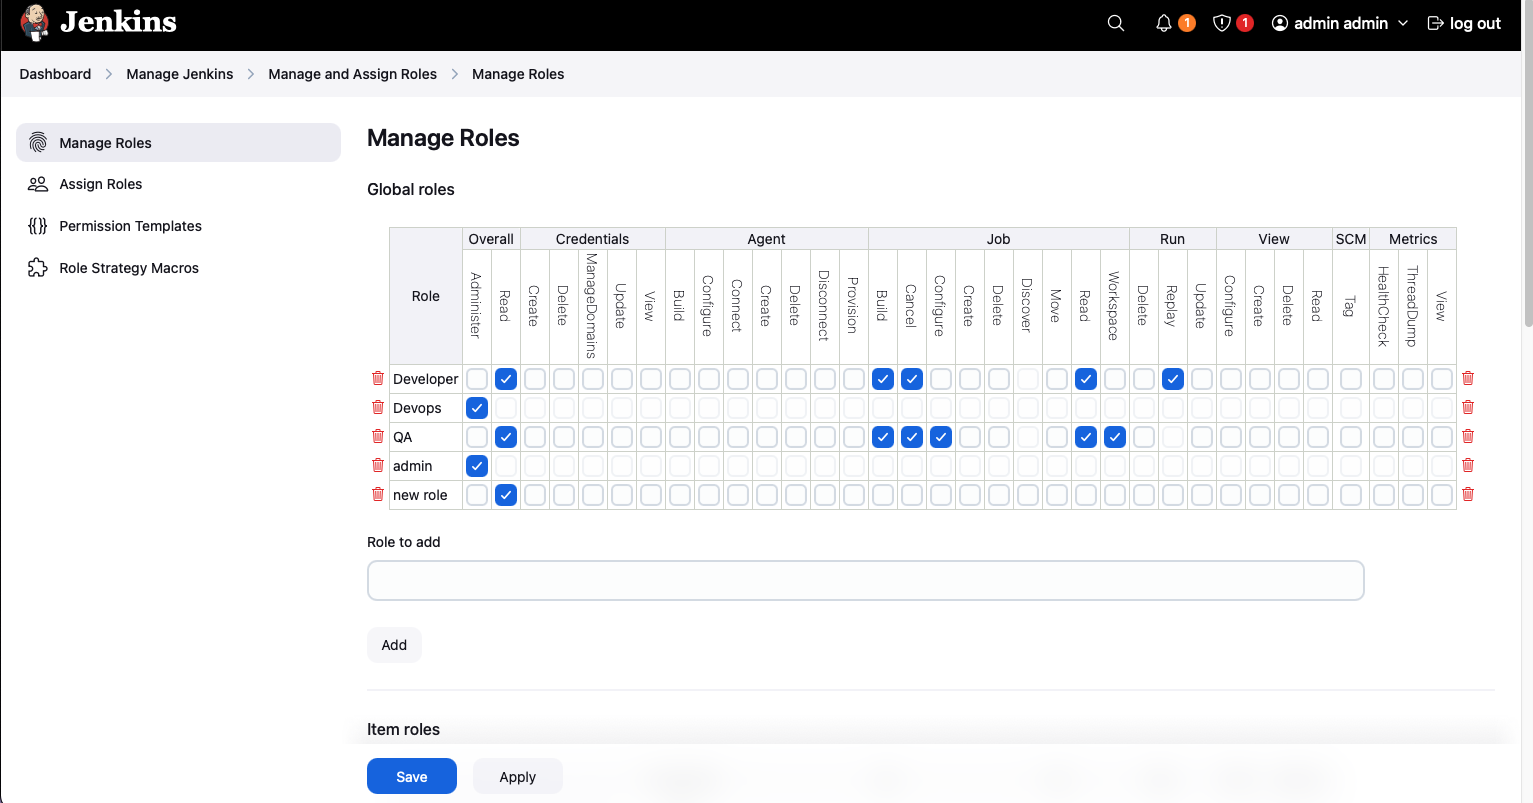 Jenkins
1
1
admin admin
log out
Dashboard
Manage Jenkins
Manage and Assign Roles
Manage Roles
Manage Roles
Assign Roles
Permission Templates
Role Strategy Macros
Manage Roles
Global roles
Role
Overall
Credentials
Agent
Job
Run
View
SCM
Metrics
Administer
Read
Create
Delete
ManageDomains
Update
View
Build
Configure
Connect
Create
Delete
Disconnect
Provision
Build
Cancel
Configure
Create
Delete
Discover
Move
Read
Workspace
Delete
Replay
Update
Configure
Create
Delete
Read
Tag
HealthCheck
ThreadDump
View
Developer
Devops
QA
admin
new role
Role to add
Add
Item roles
Save
Apply